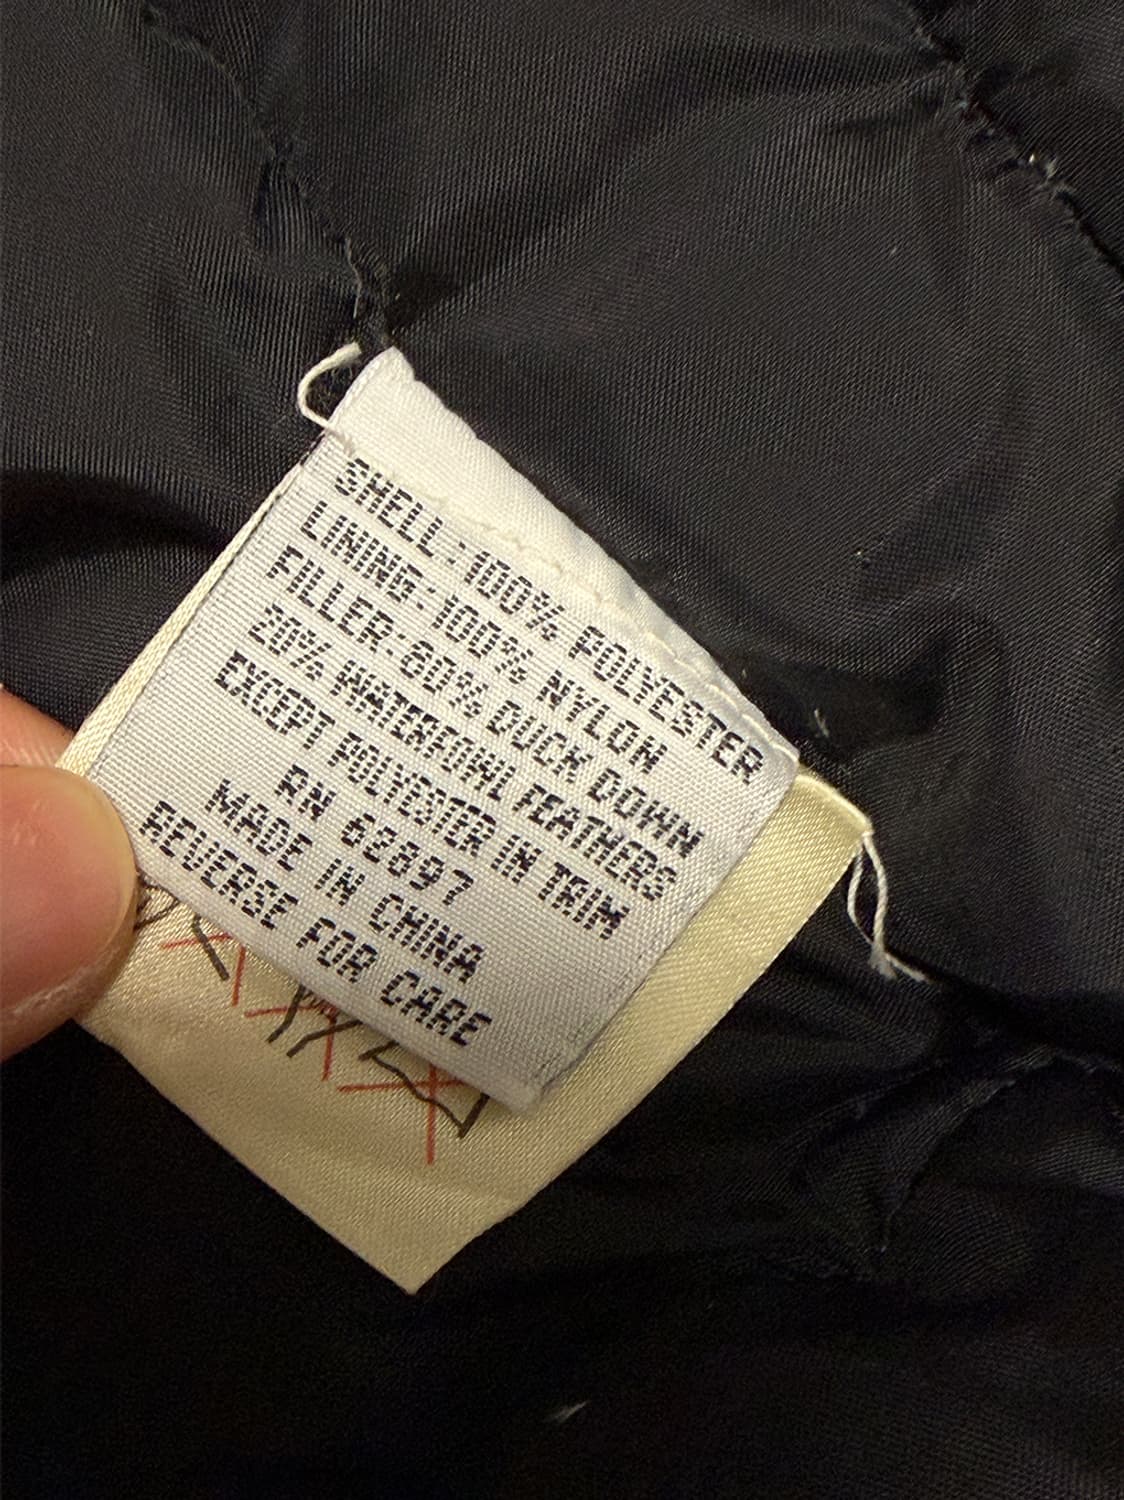 SHELL:100% POLYESTER
LINING:100% NYLON
FILLER:80% DUCK DOWN
20% WATERFOWL FEATHERS
EXCEPT POLYESTER IN TRIM
RN 62897
MADE IN CHINA
REVERSE FOR CARE